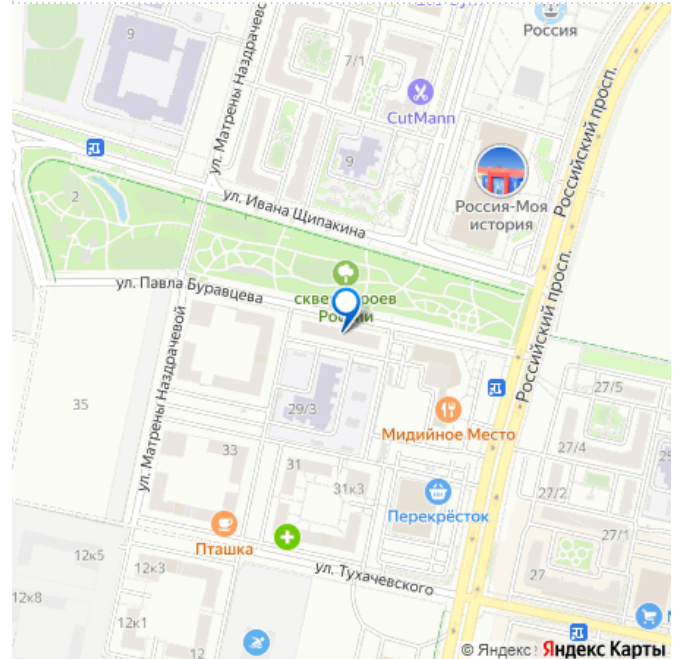 Россия
9
7/1
CutMann
ул. Матрены Наздрачевой
9
Россия-Моя
история
Российский просп.
2
ул. Ивана Щипакина
ул. Павла Буравцева
России
Российский просп.
ул. Матрены Наздрачевой
35
29/3
Мидийное Место
27/5
27/4
33
31
31к3
Перекрёсток
27/2
27/1
Пташка
12к5
12к3
ул. Тухачевского
27
12к8
12к1
12
© Яндекс
Яндекс Карты